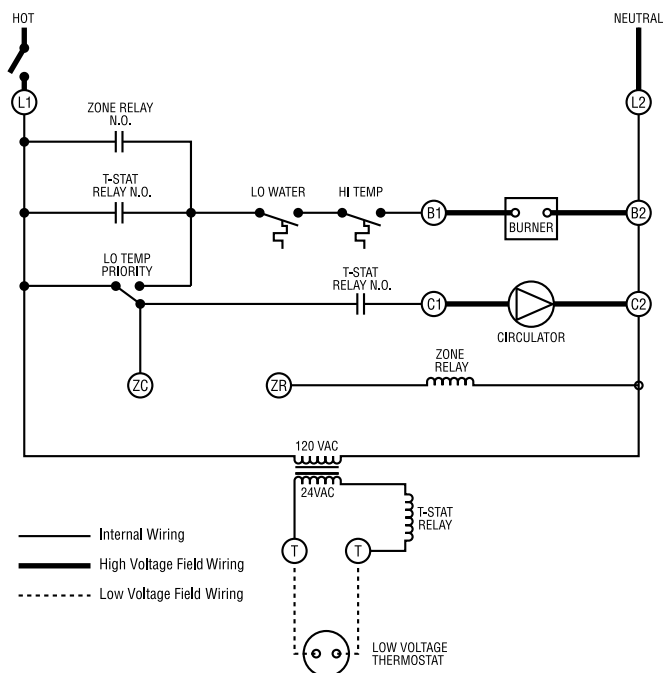 HOT
NEUTRAL
L1
L2
ZONE RELAY
N.O.
T-STAT
RELAY N.O.
LO WATER
HI TEMP
B1
BURNER
B2
LO TEMP
PRIORITY
T-STAT
RELAY N.O.
C1
CIRCULATOR
C2
ZC
ZR
ZONE
RELAY
120 VAC
24VAC
T-STAT
RELAY
T
T
Internal Wiring
High Voltage Field Wiring
Low Voltage Field Wiring
LOW VOLTAGE
THERMOSTAT